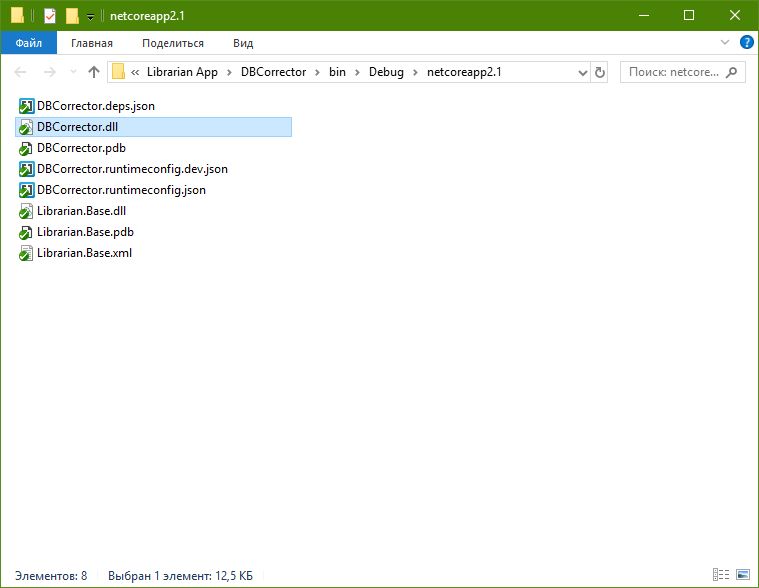 netcoreapp2.1
Файл Главная Поделиться Вид
« Librarian App › DBCorrector › bin › Debug › netcoreapp2.1 Поиск: netcore...
DBCorrector.deps.json
DBCorrector.dll
DBCorrector.pdb
DBCorrector.runtimeconfig.dev.json
DBCorrector.runtimeconfig.json
Librarian.Base.dll
Librarian.Base.pdb
Librarian.Base.xml
Элементов: 8 Выбран 1 элемент: 12,5 КБ